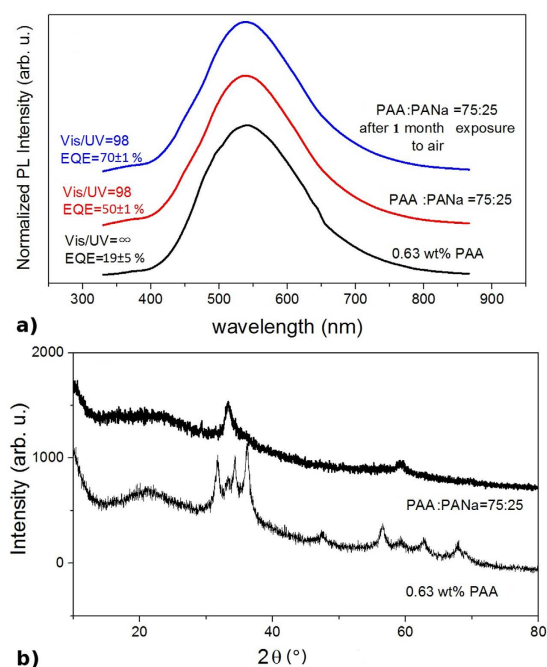 Normalized PL Intensity (arb. u.)
Vis/UV=98
EQE=70±1 %
PAA:PANa =75:25
after 1 month exposure
to air
Vis/UV=98
EQE=50±1 %
PAA :PANa =75:25
Vis/UV=∞
EQE=19±5 %
0.63 wt% PAA
300 400 500 600 700 800 900
a)
wavelength (nm)
Intensity (arb. u.)
2000
1000
0
PAA:PANa=75:25
0.63 wt% PAA
20 40 60 80
b)
2θ (°)